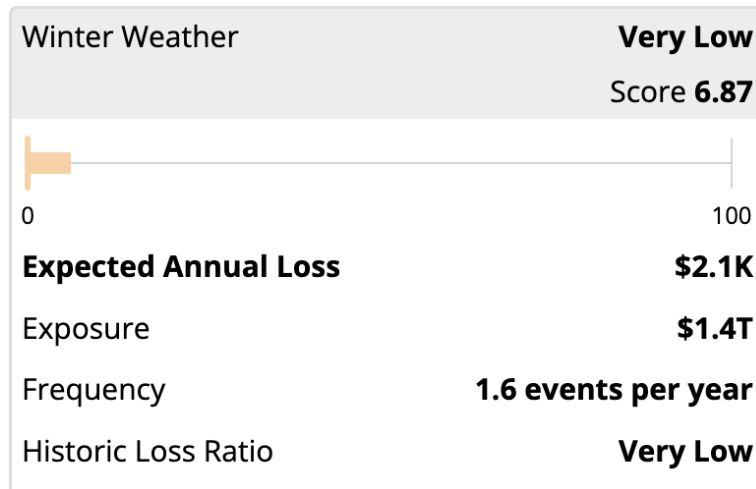 Winter Weather Very Low
Score 6.87
0 100
Expected Annual Loss $2.1K
Exposure $1.4T
Frequency 1.6 events per year
Historic Loss Ratio Very Low